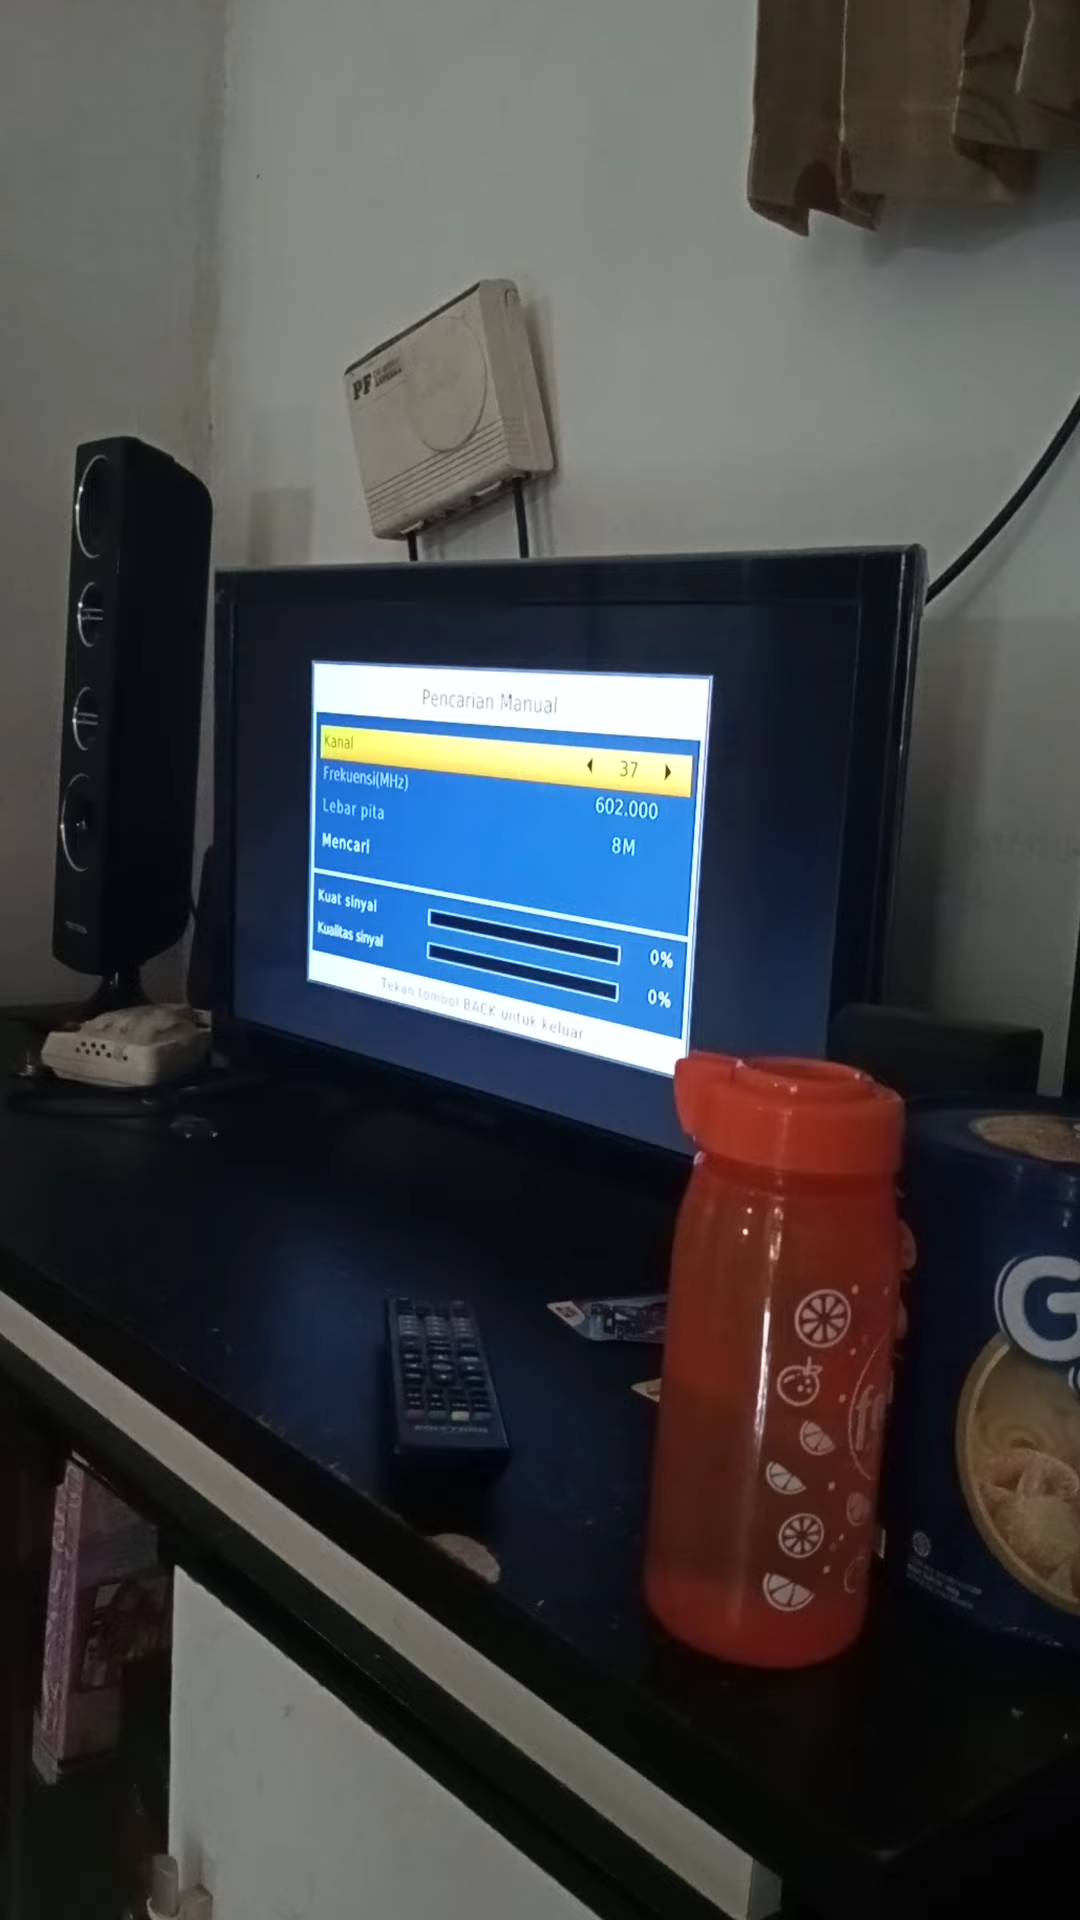 PF
Pencarian Manual
Kanal 37
Frekuensi(MHz) 602.000
Lebar pita 8M
Mencari
Kuat sinyal 0%
Kualitas sinyal 0%
Tekan tombol BACK untuk keluar
POLYTRON
G